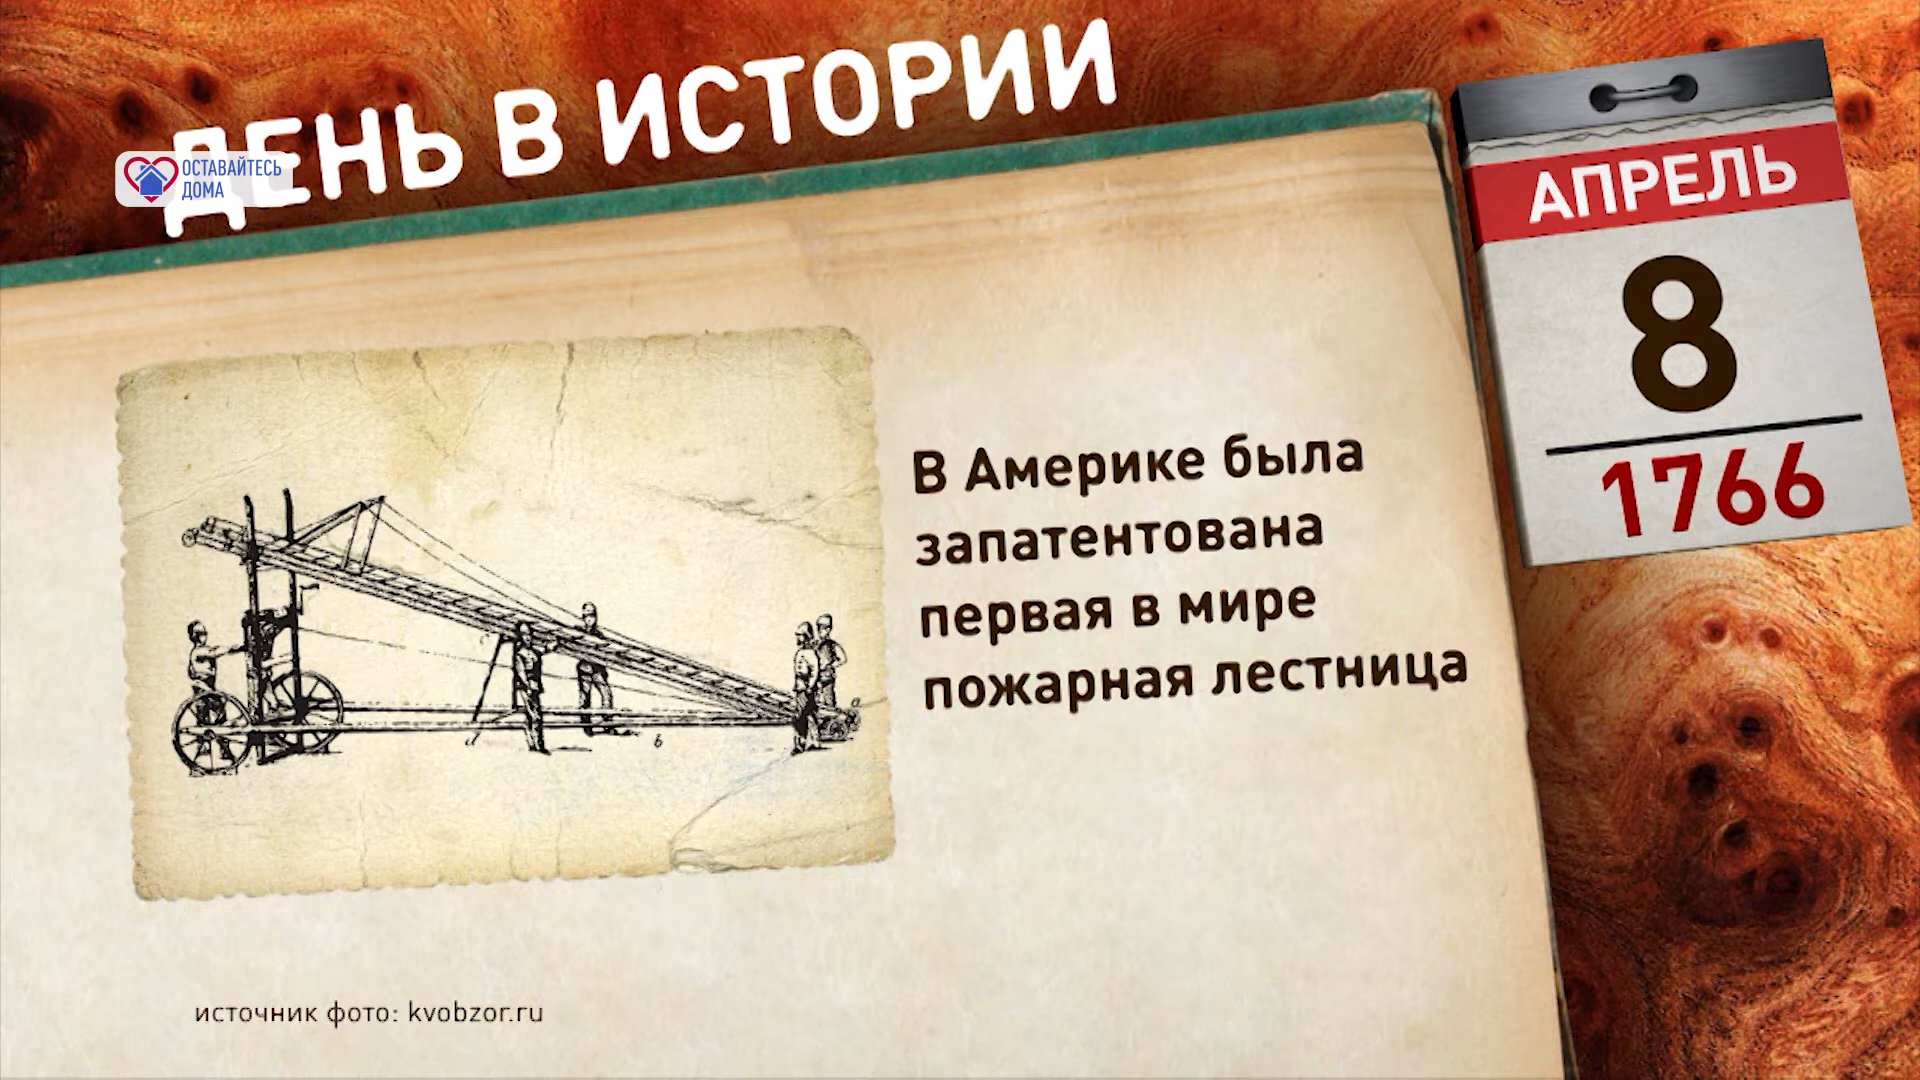 ДЕНЬ В ИСТОРИИ
ОСТАВАЙТЕСЬ
ДОМА
АПРЕЛЬ
8
1766
В Америке была
запатентована
первая в мире
пожарная лестница
источник фото: kvobzor.ru